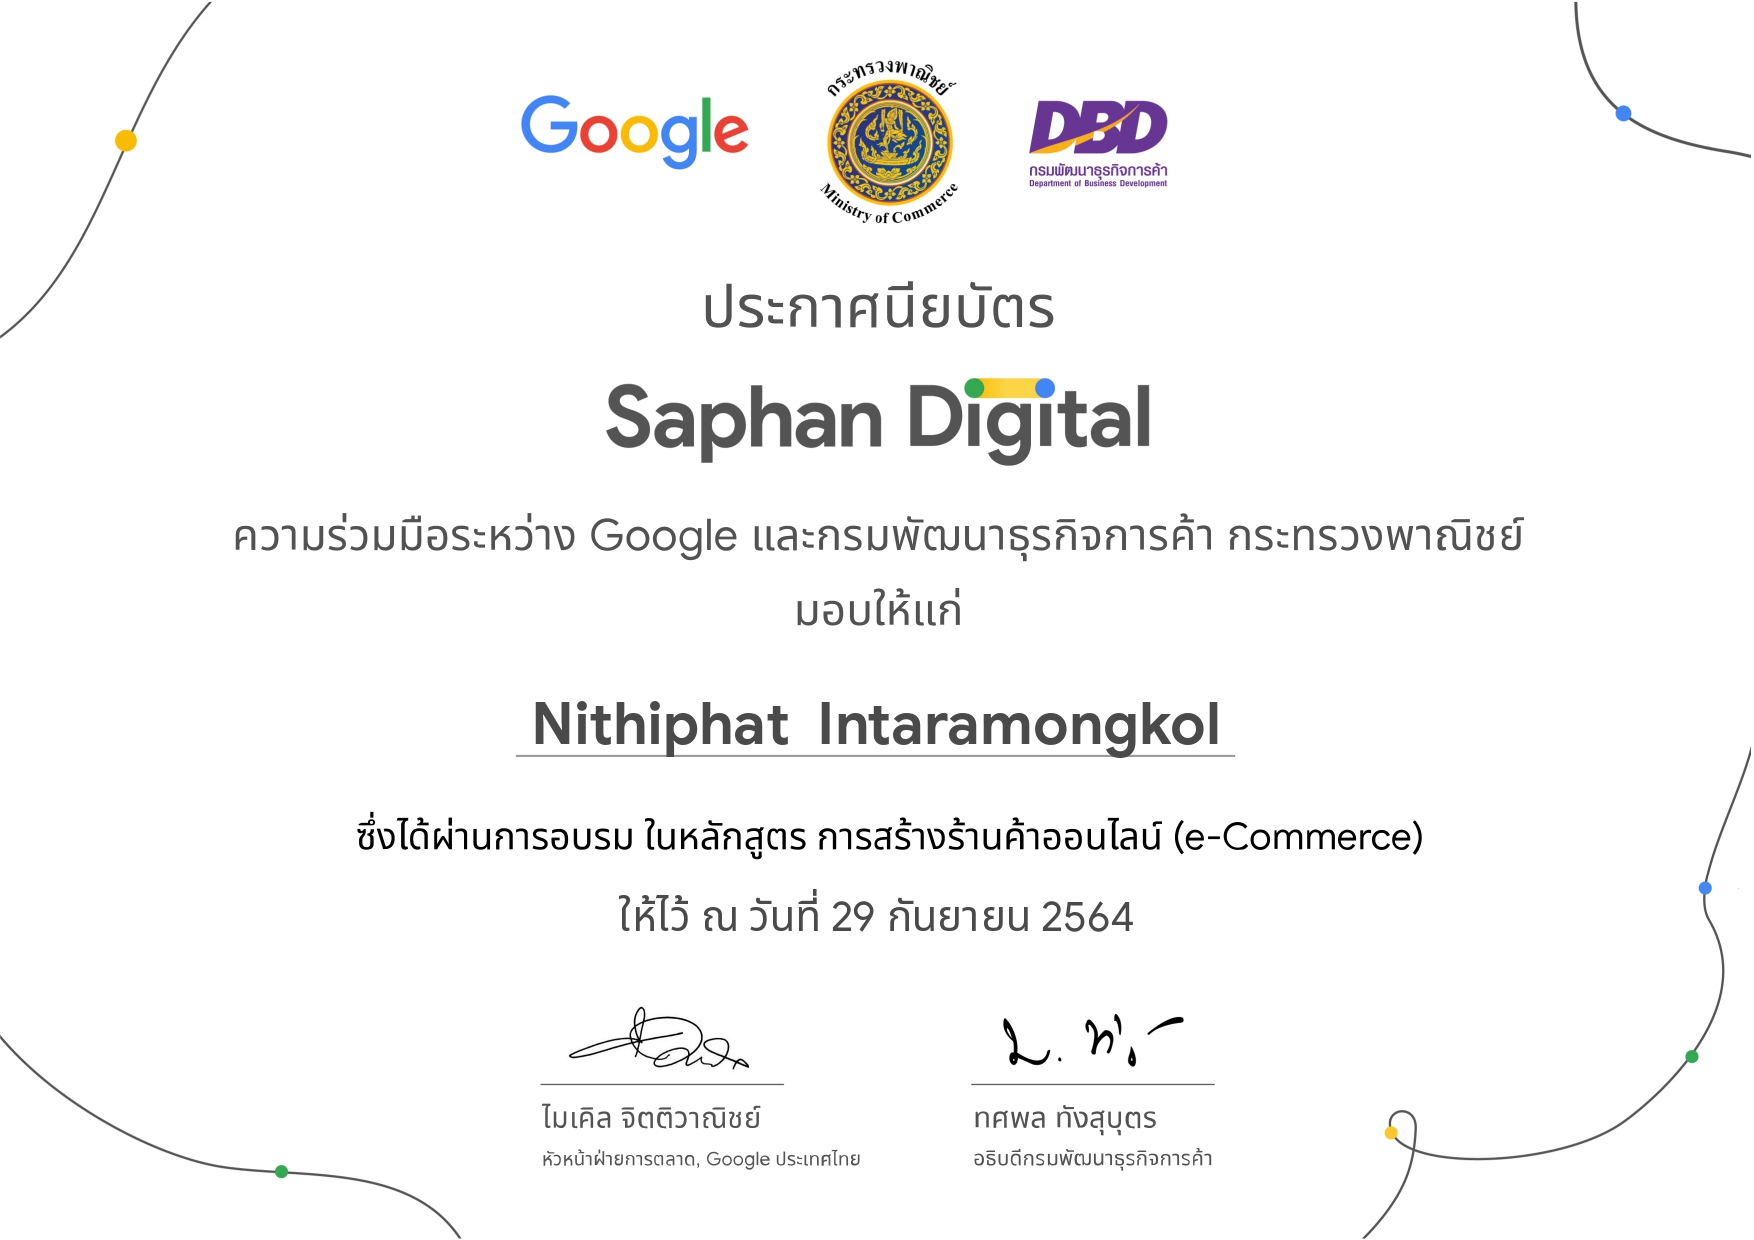 Google
กระทรวงพาณิชย์
Ministry of Commerce
DBD
กรมพัฒนาธุรกิจการค้า
Department of Business Development
ประกาศนียบัตร
Saphan Digital
ความร่วมมือระหว่าง Google และกรมพัฒนาธุรกิจการค้า กระทรวงพาณิชย์
มอบให้แก่
Nithiphat Intaramongkol
ซึ่งได้ผ่านการอบรม ในหลักสูตร การสร้างร้านค้าออนไลน์ (e-Commerce)
ให้ไว้ ณ วันที่ 29 กันยายน 2564
ไมเคิล จิตติวาณิชย์
หัวหน้าฝ่ายการตลาด, Google ประเทศไทย
ทศพล ทังสุบุตร
อธิบดีกรมพัฒนาธุรกิจการค้า